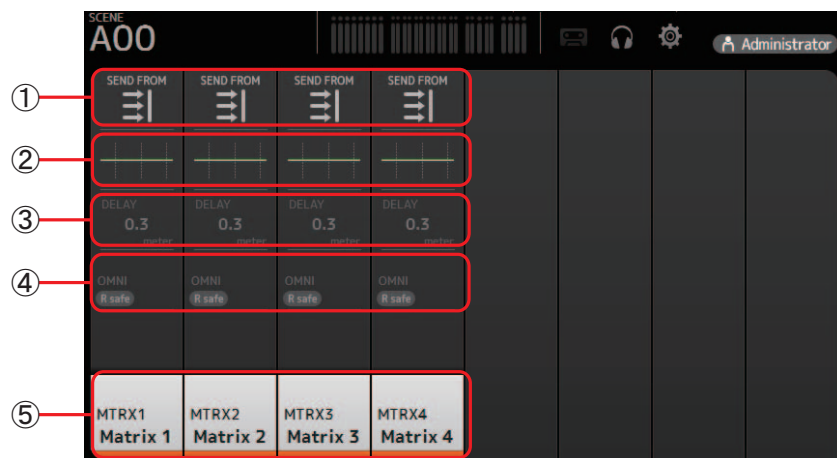 SCENE
A00
Administrator
① SEND FROM SEND FROM SEND FROM SEND FROM
②
③ DELAY DELAY DELAY DELAY
0.3 0.3 0.3 0.3
meter meter meter meter
④ OMNI OMNI OMNI OMNI
R safe R safe R safe R safe
⑤ MTRX1 MTRX2 MTRX3 MTRX4
Matrix 1 Matrix 2 Matrix 3 Matrix 4